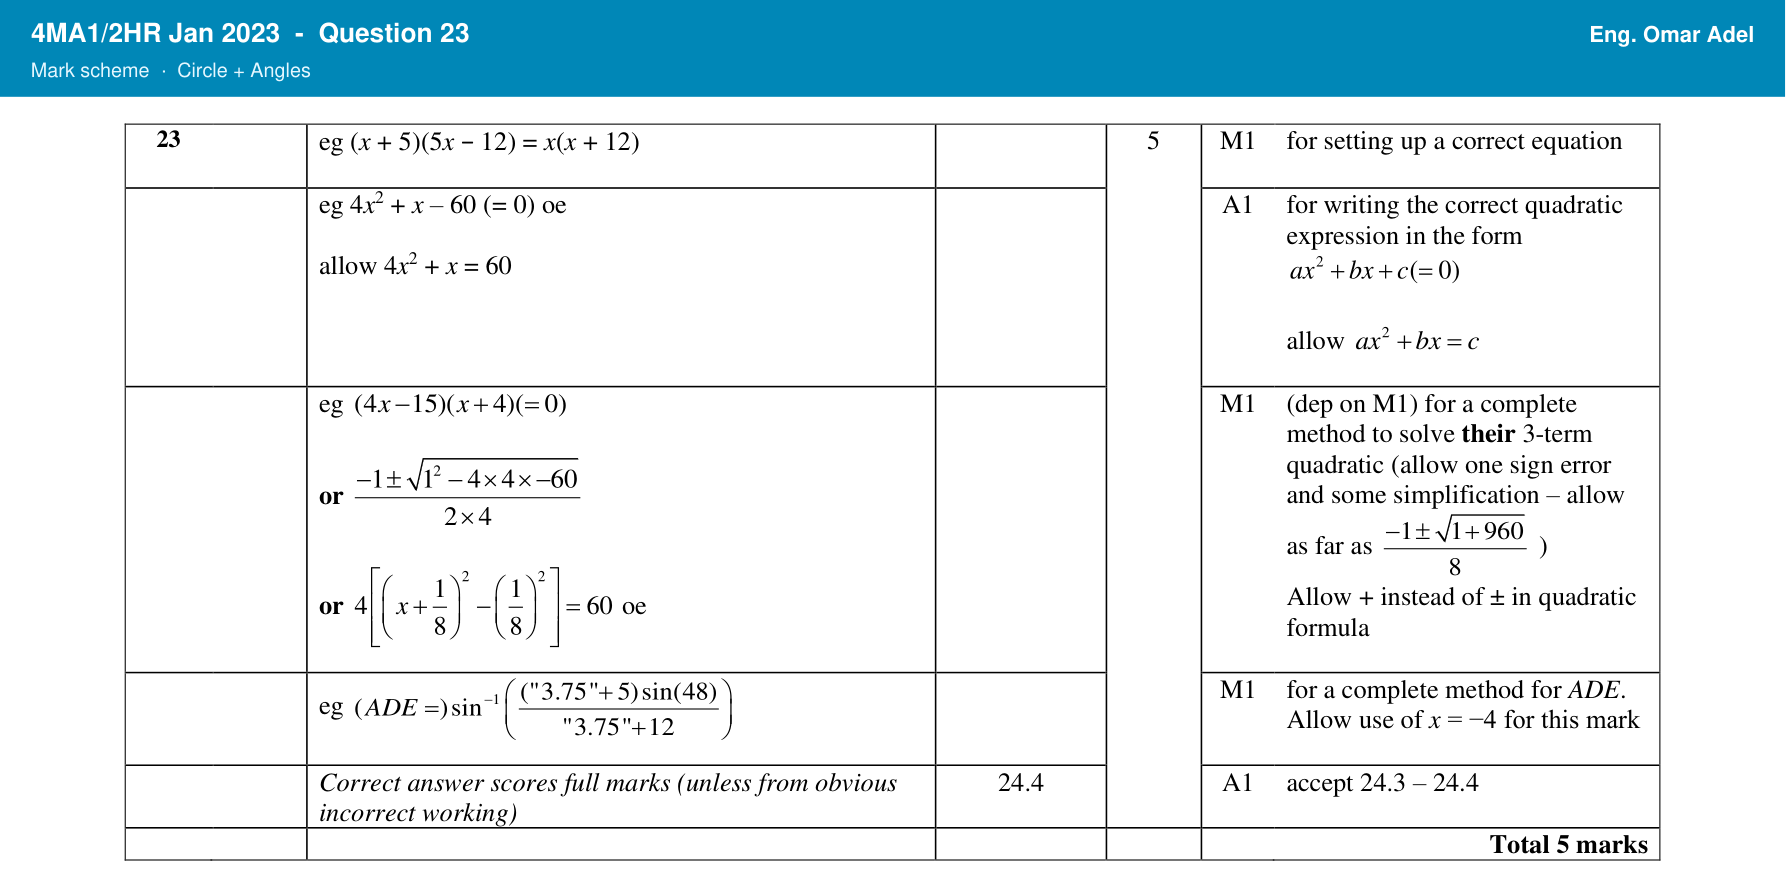 4MA1/2HR Jan 2023 - Question 23
Eng. Omar Adel
Mark scheme · Circle + Angles
23
eg (x + 5)(5x − 12) = x(x + 12)
5
M1 for setting up a correct equation
eg 4x² + x – 60 (= 0) oe
allow 4x² + x = 60
A1 for writing the correct quadratic
expression in the form
ax² + bx + c(= 0)
allow ax² + bx = c
eg (4x − 15)(x + 4)(= 0)
or (−1 ± √(1² − 4 × 4 × −60)) / (2 × 4)
or 4[(x + 1/8)² − (1/8)²] = 60 oe
M1 (dep on M1) for a complete
method to solve their 3-term
quadratic (allow one sign error
and some simplification – allow
as far as (−1 ± √(1 + 960)) / 8 )
Allow + instead of ± in quadratic
formula
eg (ADE =) sin⁻¹ ( (("3.75"+ 5) sin(48)) / ("3.75"+12) )
M1 for a complete method for ADE.
Allow use of x = −4 for this mark
Correct answer scores full marks (unless from obvious
incorrect working)
24.4
A1 accept 24.3 – 24.4
Total 5 marks